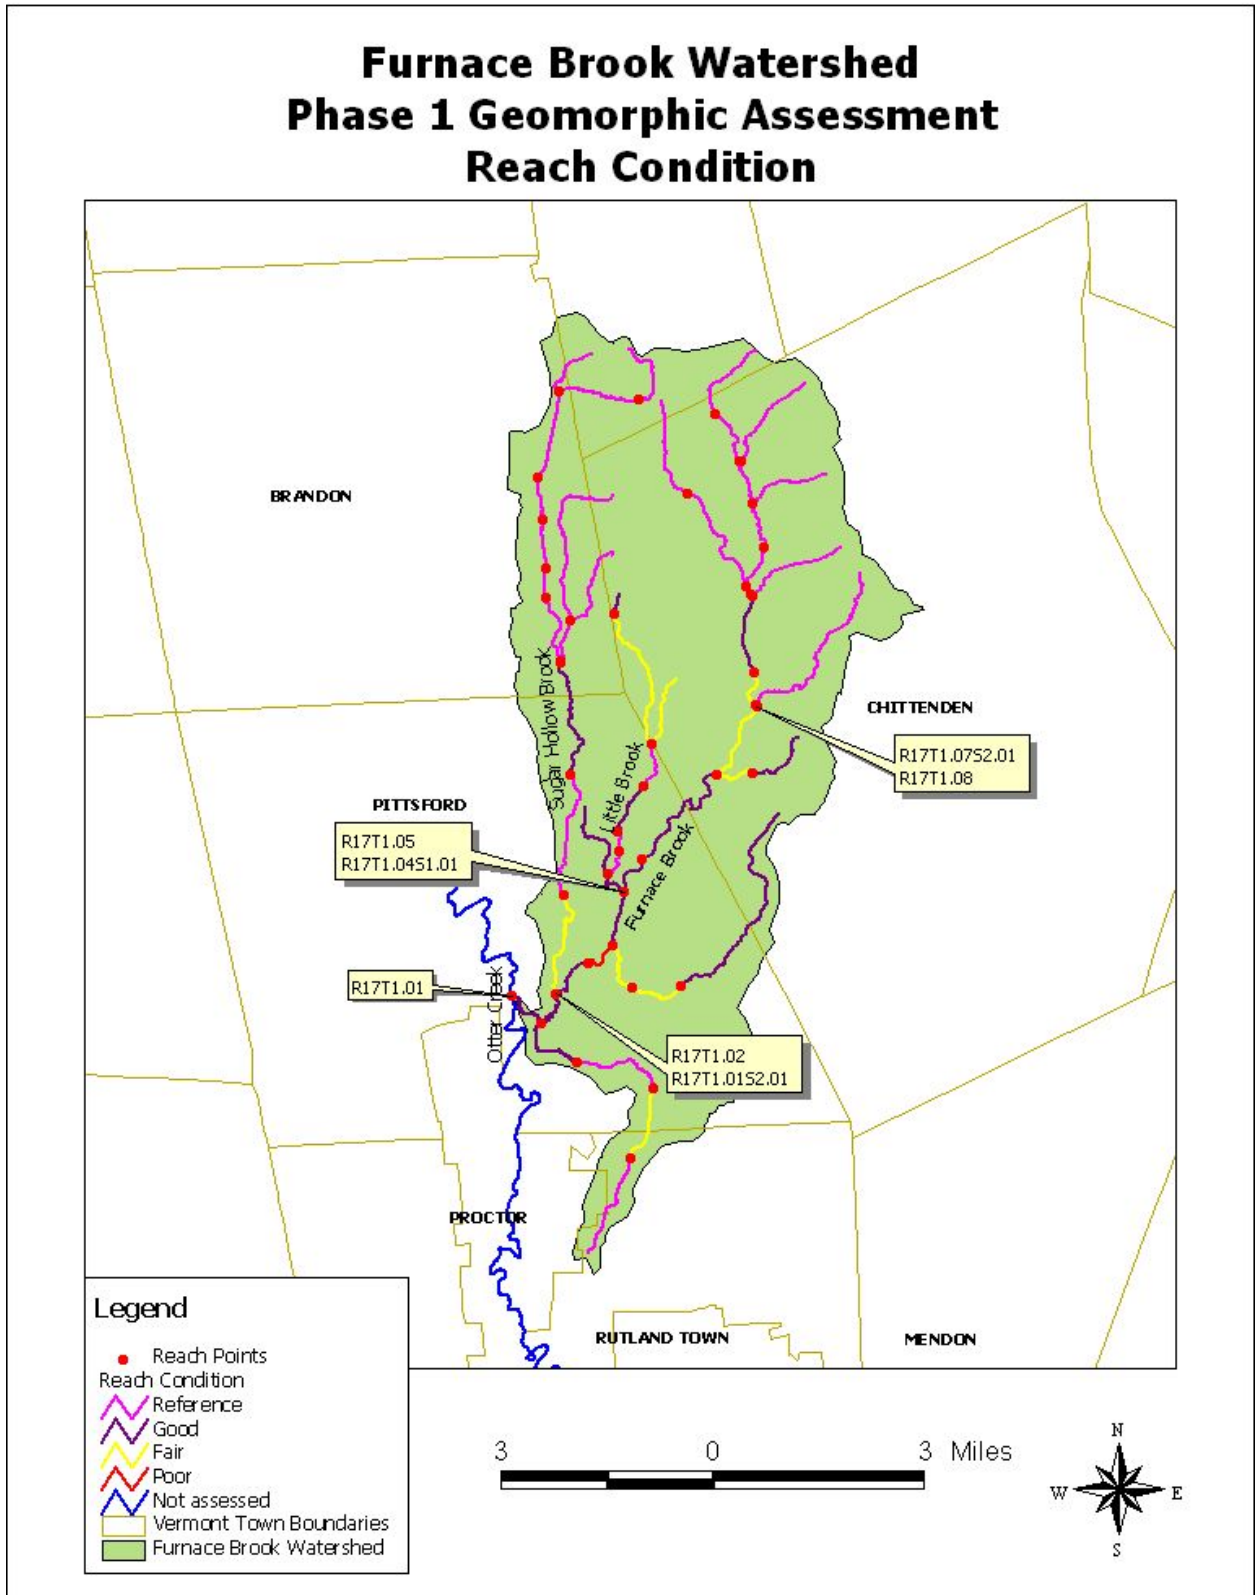 Furnace Brook Watershed
Phase 1 Geomorphic Assessment
Reach Condition
BRANDON
CHITTENDEN
R17T1.07S2.01
R17T1.08
Sugar Hollow Brook
Little Brook
Furnace Brook
PITTSFORD
R17T1.05
R17T1.04S1.01
R17T1.01
Otter Creek
R17T1.02
R17T1.01S2.01
PROCTOR
RUTLAND TOWN
MENDON
Legend
Reach Points
Reach Condition
Reference
Good
Fair
Poor
Not assessed
Vermont Town Boundaries
Furnace Brook Watershed
3 0 3 Miles
N
W E
S